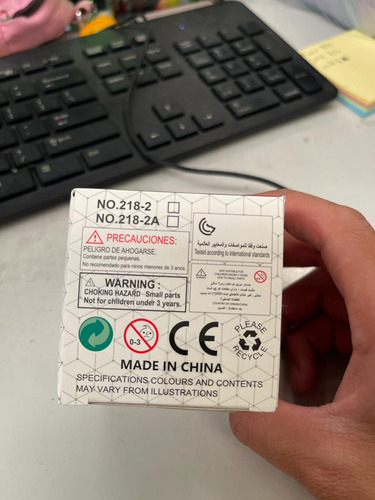 NO.218-2
NO.218-2A
PRECAUCIONES:
PELIGRO DE AHOGARSE.
Contiene partes pequenas.
No recomendado para ninos menores de 3 anos.
WARNING :
CHOKING HAZARD - Small parts
Not for children under 3 years.
صنعت وفقا للمواصفات والمعايير العالمية
Tested according to international standards
0-3
CE
PLEASE
RECYCLE
MADE IN CHINA
SPECIFICATIONS COLOURS AND CONTENTS
MAY VARY FROM ILLUSTRATIONS